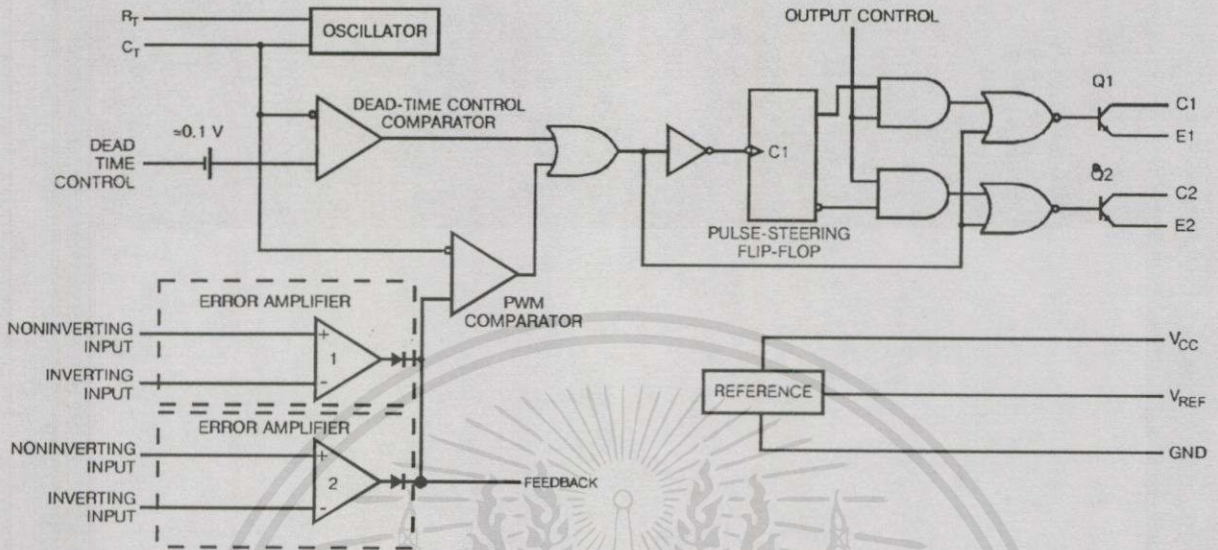 R_T
C_T
OSCILLATOR
OUTPUT CONTROL
DEAD-TIME CONTROL
COMPARATOR
≈0.1 V
DEAD
TIME
CONTROL
C1
PULSE-STEERING
FLIP-FLOP
Q1
C1
E1
Q2
C2
E2
PWM
COMPARATOR
ERROR AMPLIFIER
NONINVERTING
INPUT
+
1
-
INVERTING
INPUT
ERROR AMPLIFIER
NONINVERTING
INPUT
+
2
-
INVERTING
INPUT
FEEDBACK
REFERENCE
V_CC
V_REF
GND